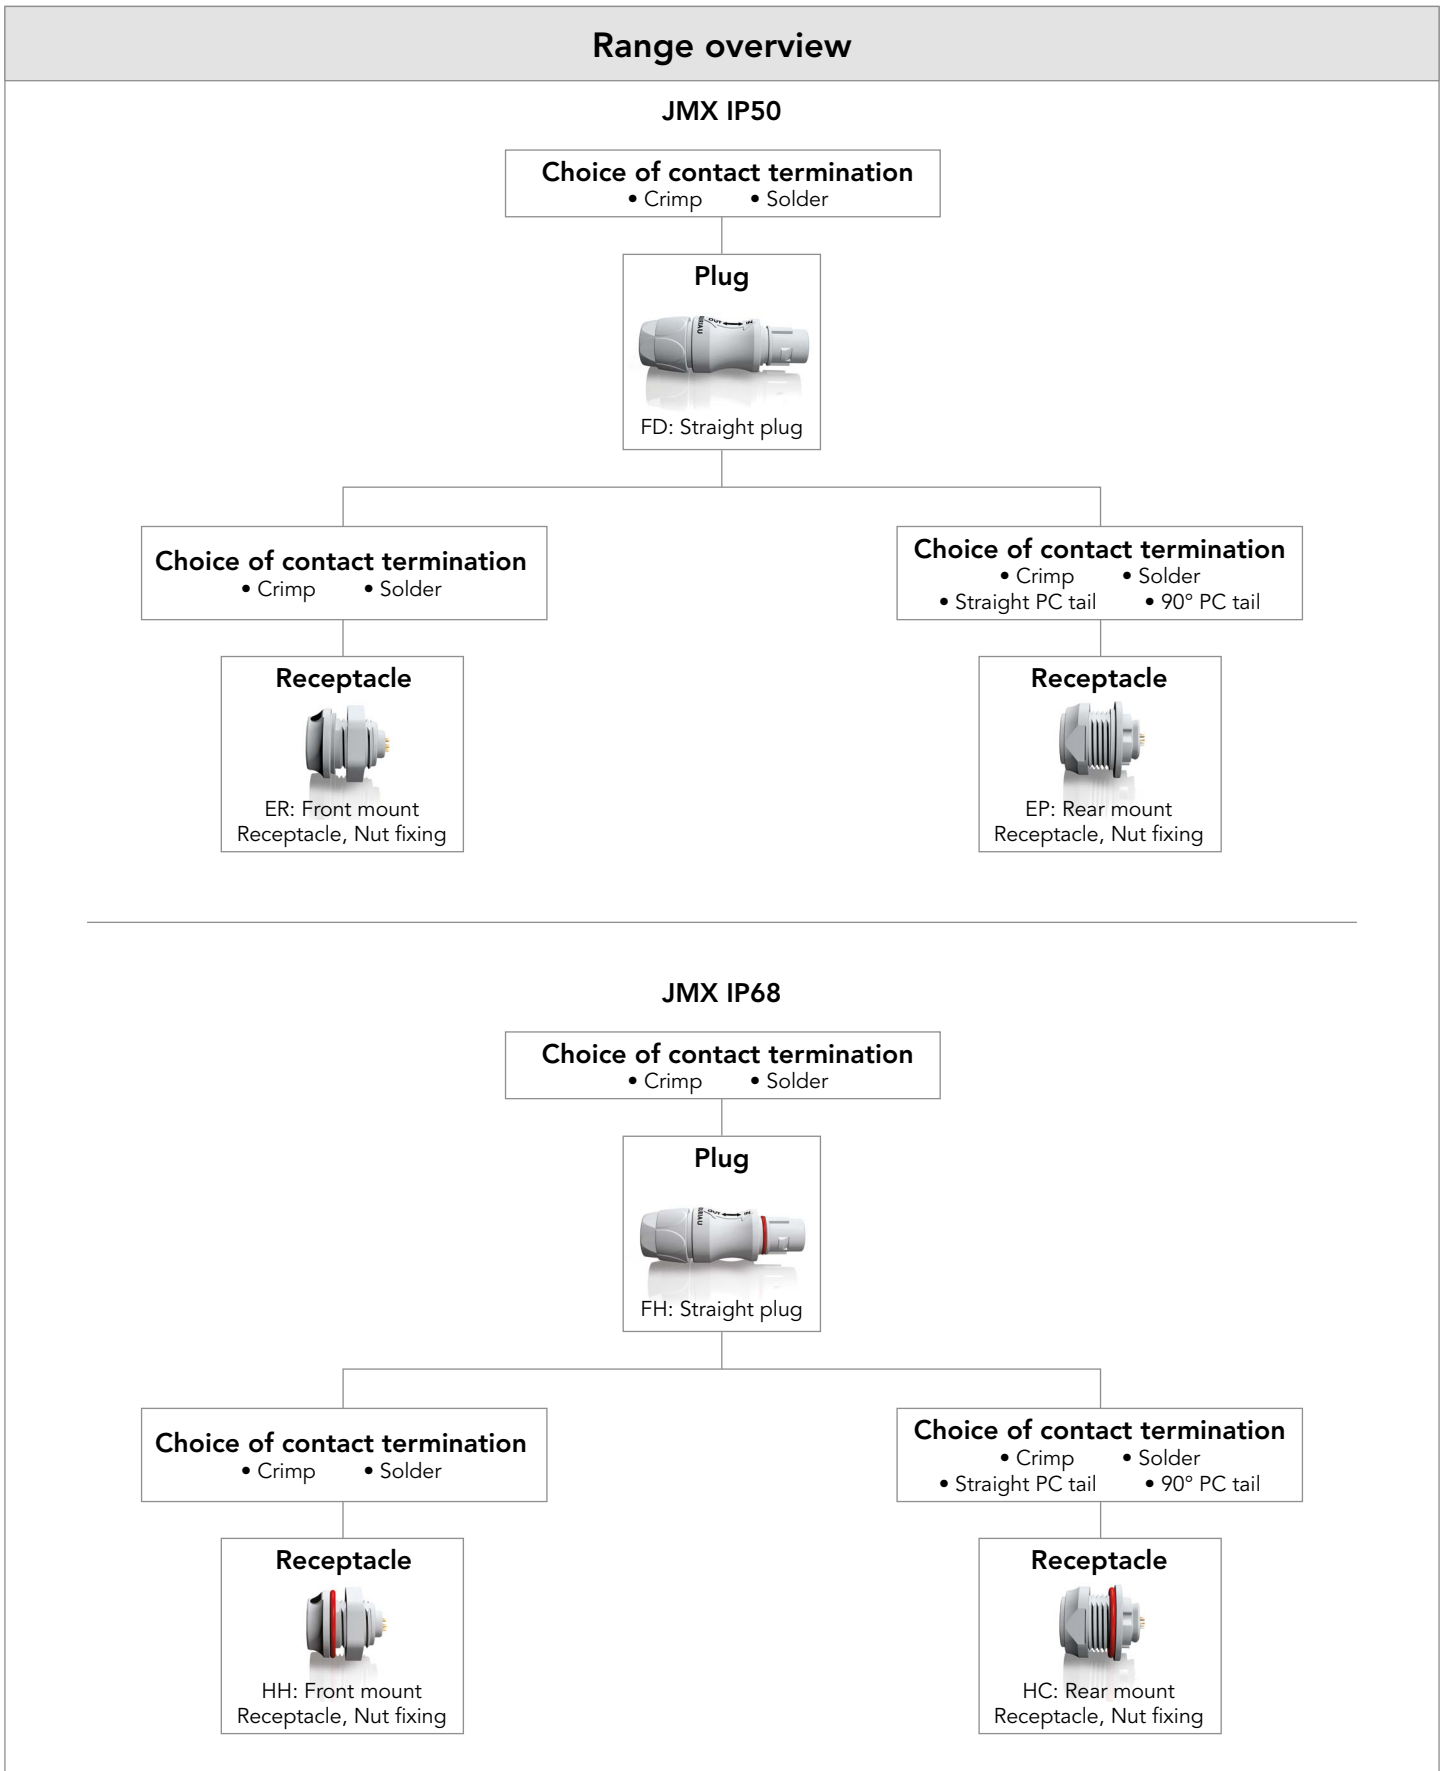 Range overview
JMX IP50
Choice of contact termination
• Crimp • Solder
Plug
OUT IN
FD: Straight plug
Choice of contact termination
• Crimp • Solder
Choice of contact termination
• Crimp • Solder
• Straight PC tail • 90° PC tail
Receptacle
ER: Front mount
Receptacle, Nut fixing
Receptacle
EP: Rear mount
Receptacle, Nut fixing
JMX IP68
Choice of contact termination
• Crimp • Solder
Plug
OUT IN
FH: Straight plug
Choice of contact termination
• Crimp • Solder
Choice of contact termination
• Crimp • Solder
• Straight PC tail • 90° PC tail
Receptacle
HH: Front mount
Receptacle, Nut fixing
Receptacle
HC: Rear mount
Receptacle, Nut fixing